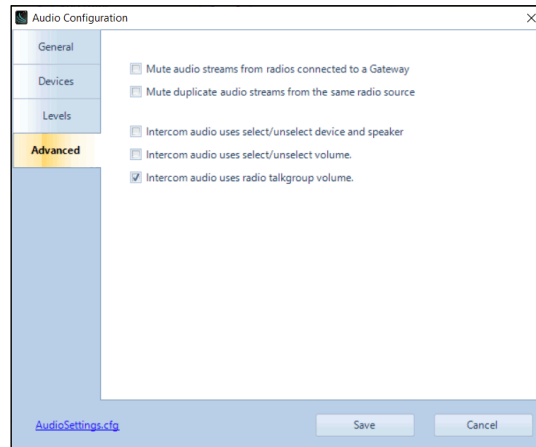 Audio Configuration
General
Devices
Levels
Advanced
Mute audio streams from radios connected to a Gateway
Mute duplicate audio streams from the same radio source
Intercom audio uses select/unselect device and speaker
Intercom audio uses select/unselect volume.
Intercom audio uses radio talkgroup volume.
AudioSettings.cfg
Save
Cancel